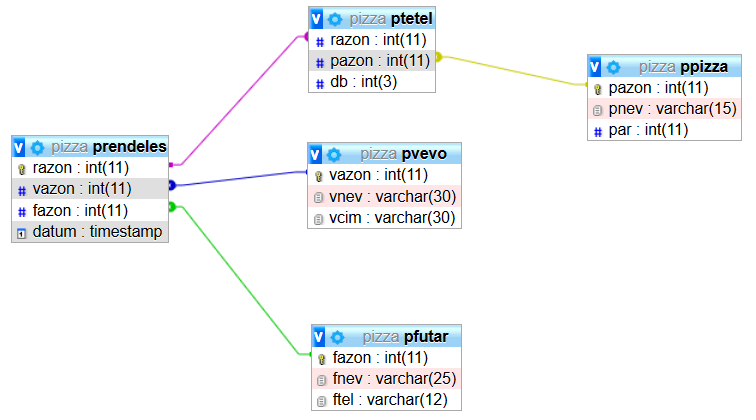 V pizza ptetel
# razon : int(11)
# pazon : int(11)
# db : int(3)
V pizza ppizza
pazon : int(11)
pnev : varchar(15)
# par : int(11)
V pizza prendeles
razon : int(11)
# vazon : int(11)
# fazon : int(11)
datum : timestamp
V pizza pvevo
vazon : int(11)
vnev : varchar(30)
vcim : varchar(30)
V pizza pfutar
fazon : int(11)
fnev : varchar(25)
ftel : varchar(12)